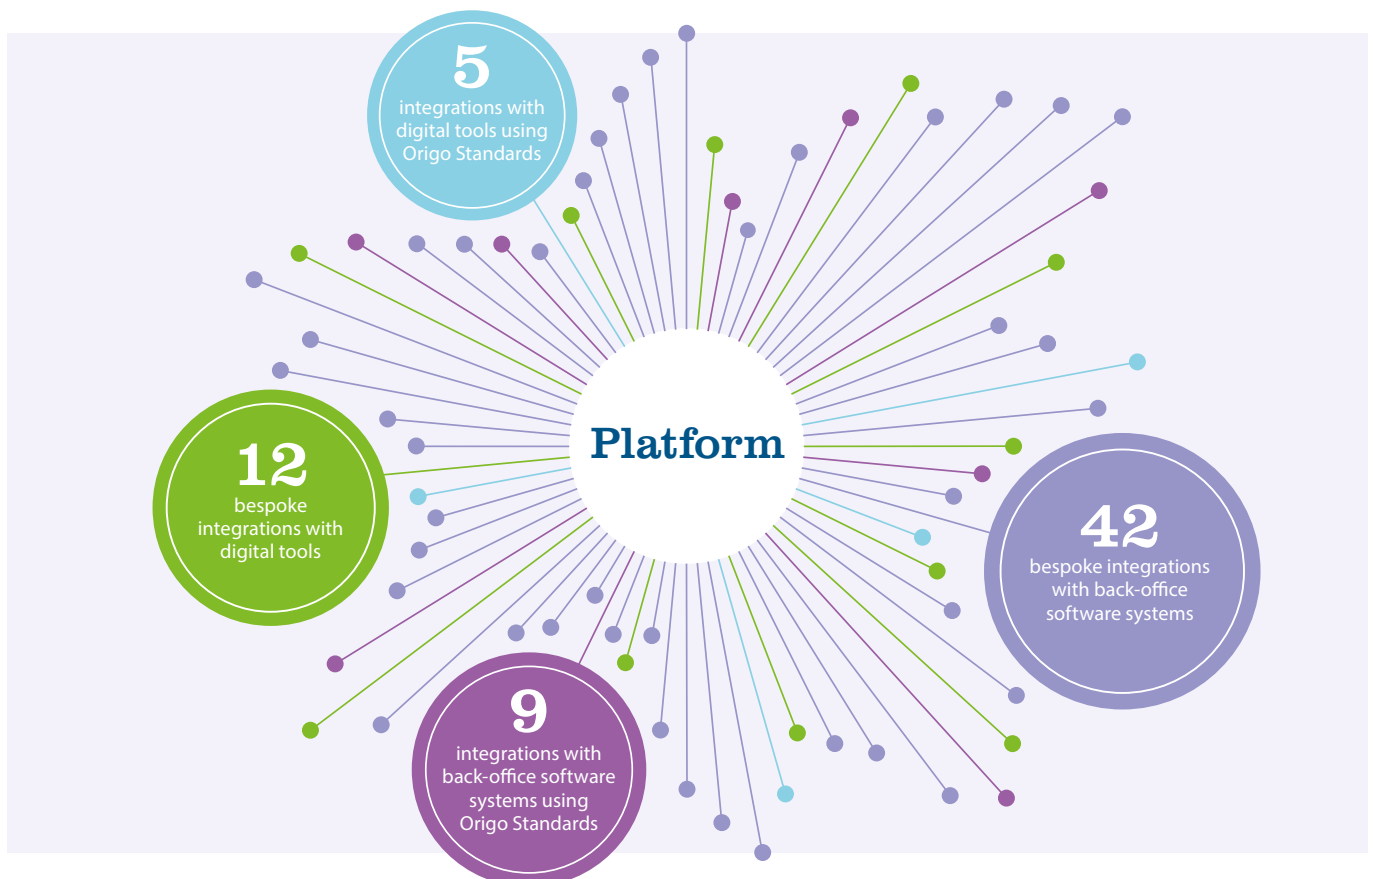 5
integrations with
digital tools using
Origo Standards
Platform
12
bespoke
integrations with
digital tools
42
bespoke integrations
with back-office
software systems
9
integrations with
back-office software
systems using
Origo Standards